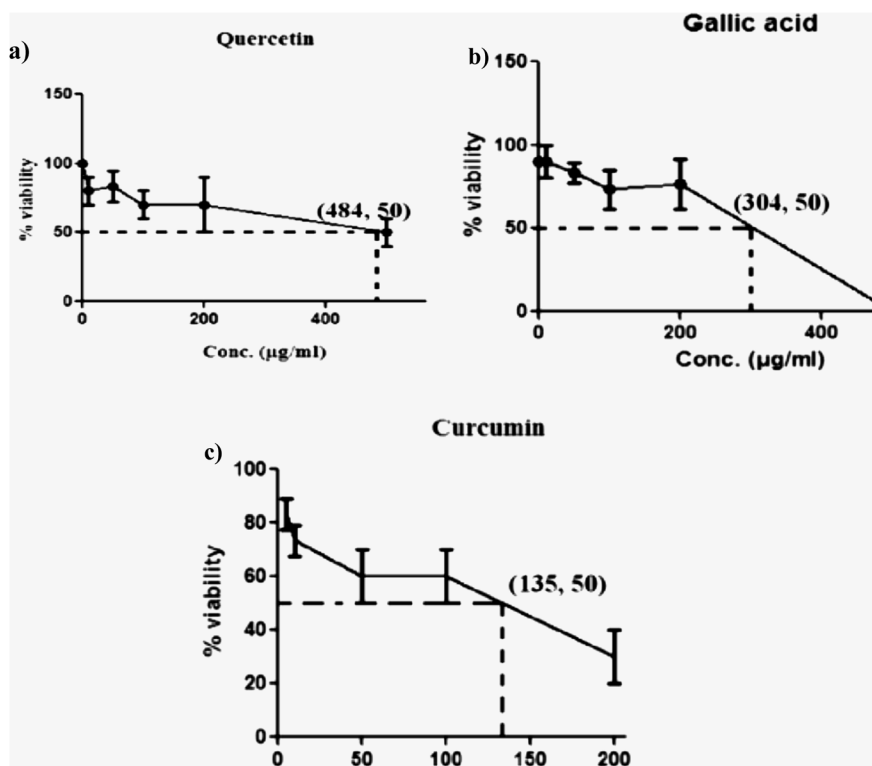 Quercetin
a)
150
100
50
0
% viability
(484, 50)
0 200 400
Conc. (µg/ml)
Gallic acid
b)
150
100
50
0
% viability
(304, 50)
0 200 400
Conc. (µg/ml)
Curcumin
c)
100
80
60
40
20
0
% viability
(135, 50)
0 50 100 150 200